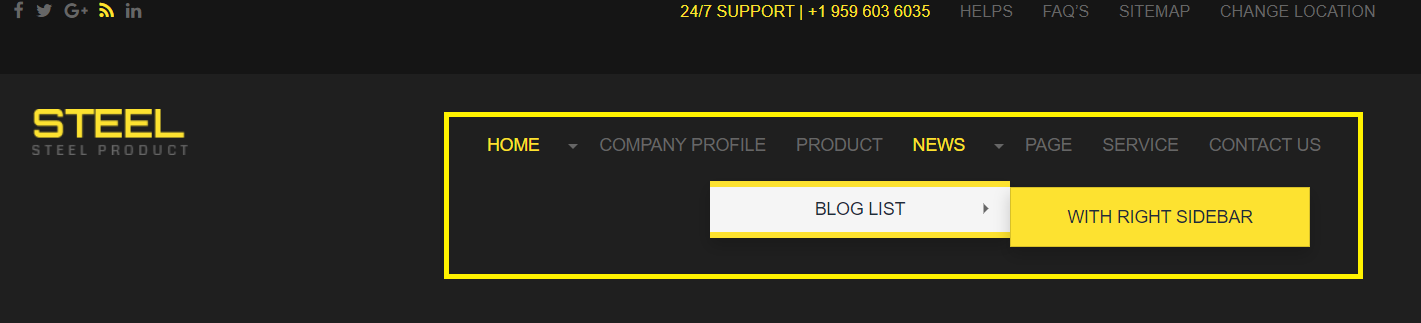 24/7 SUPPORT | +1 959 603 6035 HELPS FAQ'S SITEMAP CHANGE LOCATION
STEEL
STEEL PRODUCT
HOME COMPANY PROFILE PRODUCT NEWS PAGE SERVICE CONTACT US
BLOG LIST
WITH RIGHT SIDEBAR